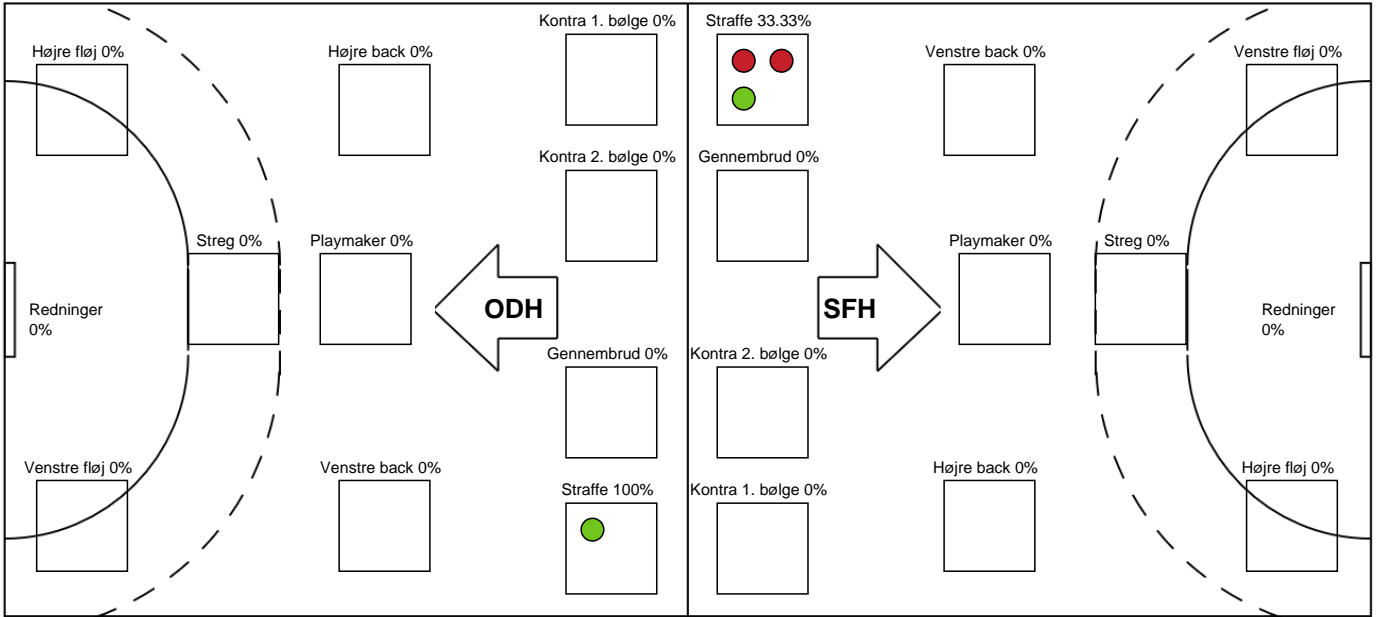 Kontra 1. bølge 0%
Straffe 33.33%
Højre fløj 0%
Højre back 0%
Venstre back 0%
Venstre fløj 0%
Kontra 2. bølge 0%
Gennembrud 0%
Streg 0%
Playmaker 0%
Playmaker 0%
Streg 0%
Redninger
0%
ODH
SFH
Redninger
0%
Gennembrud 0%
Kontra 2. bølge 0%
Venstre fløj 0%
Venstre back 0%
Højre back 0%
Højre fløj 0%
Straffe 100%
Kontra 1. bølge 0%